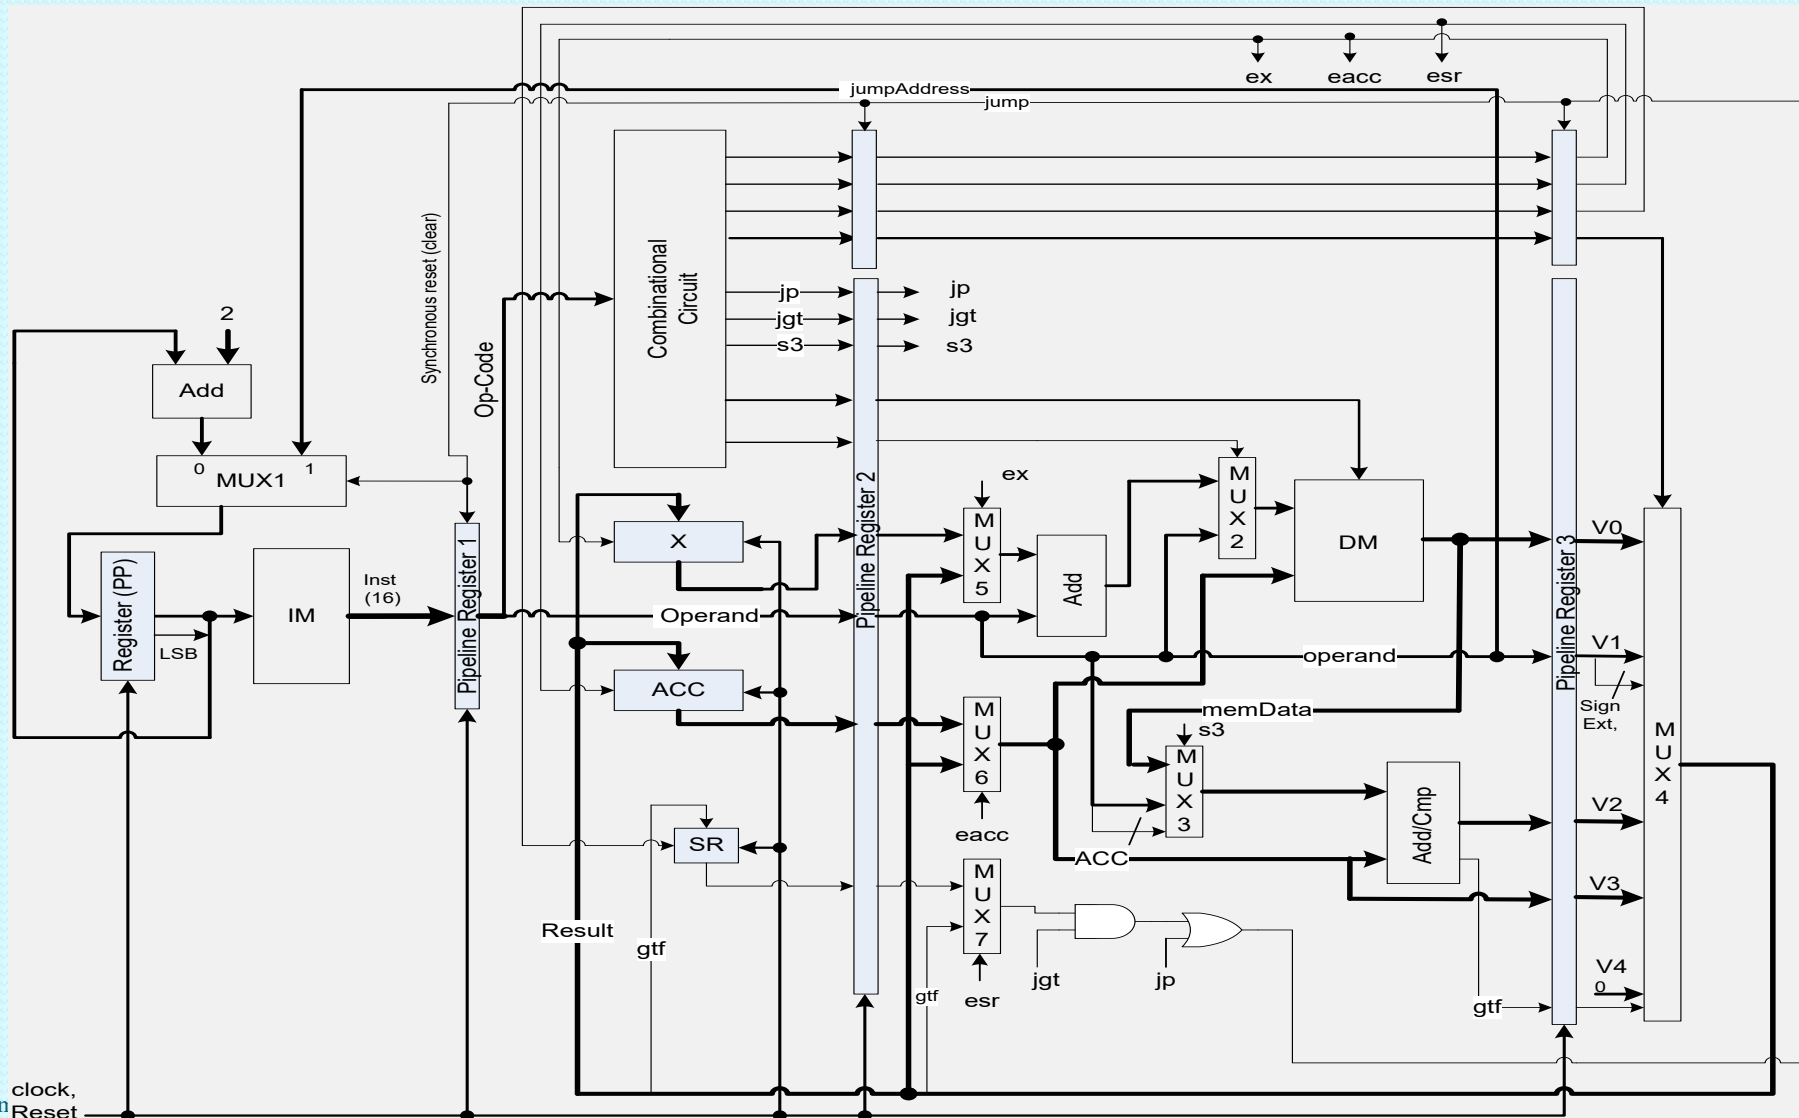 ex
eacc
esr
jumpAddress
jump
Synchronous reset (clear)
Op-Code
Combinational
Circuit
jp
jgt
s3
jp
jgt
s3
2
Add
0
1
MUX1
Register (PP)
LSB
IM
Inst
(16)
Pipeline Register 1
X
Operand
ACC
SR
Result
gtf
Pipeline Register 2
ex
MUX5
Add
MUX2
DM
operand
memData
s3
MUX6
eacc
MUX3
ACC
Add/Cmp
MUX7
esr
gtf
jgt
jp
gtf
Pipeline Register 3
V0
V1
Sign
Ext,
V2
V3
V4
0
MUX4
clock,
n
Reset